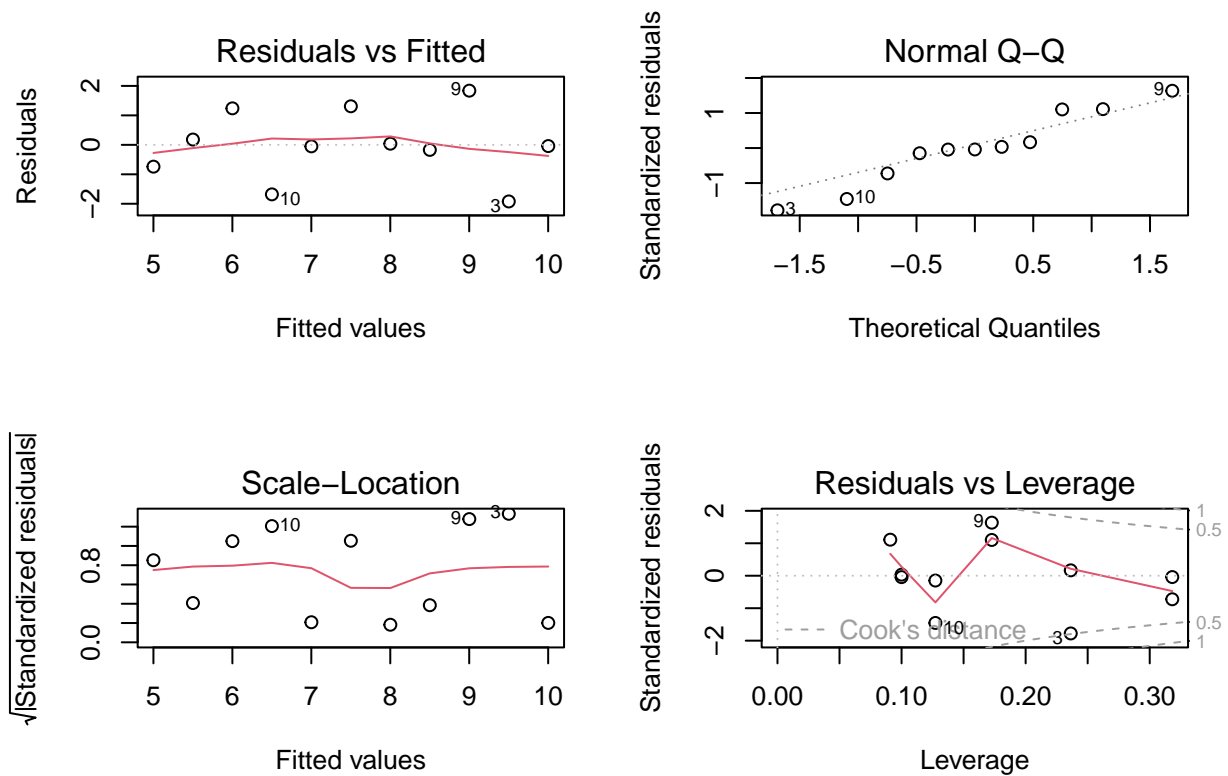 Residuals vs Fitted
Residuals
2
0
−2
9
10
3
5 6 7 8 9 10
Fitted values
Normal Q−Q
Standardized residuals
1
−1
9
10
3
−1.5 −0.5 0.5 1.5
Theoretical Quantiles
Scale−Location
√|Standardized residuals|
0.8
0.0
10
9
3
5 6 7 8 9 10
Fitted values
Residuals vs Leverage
Standardized residuals
2
0
−2
9
10
3
Cook's distance
1
0.5
0.5
1
0.00 0.10 0.20 0.30
Leverage